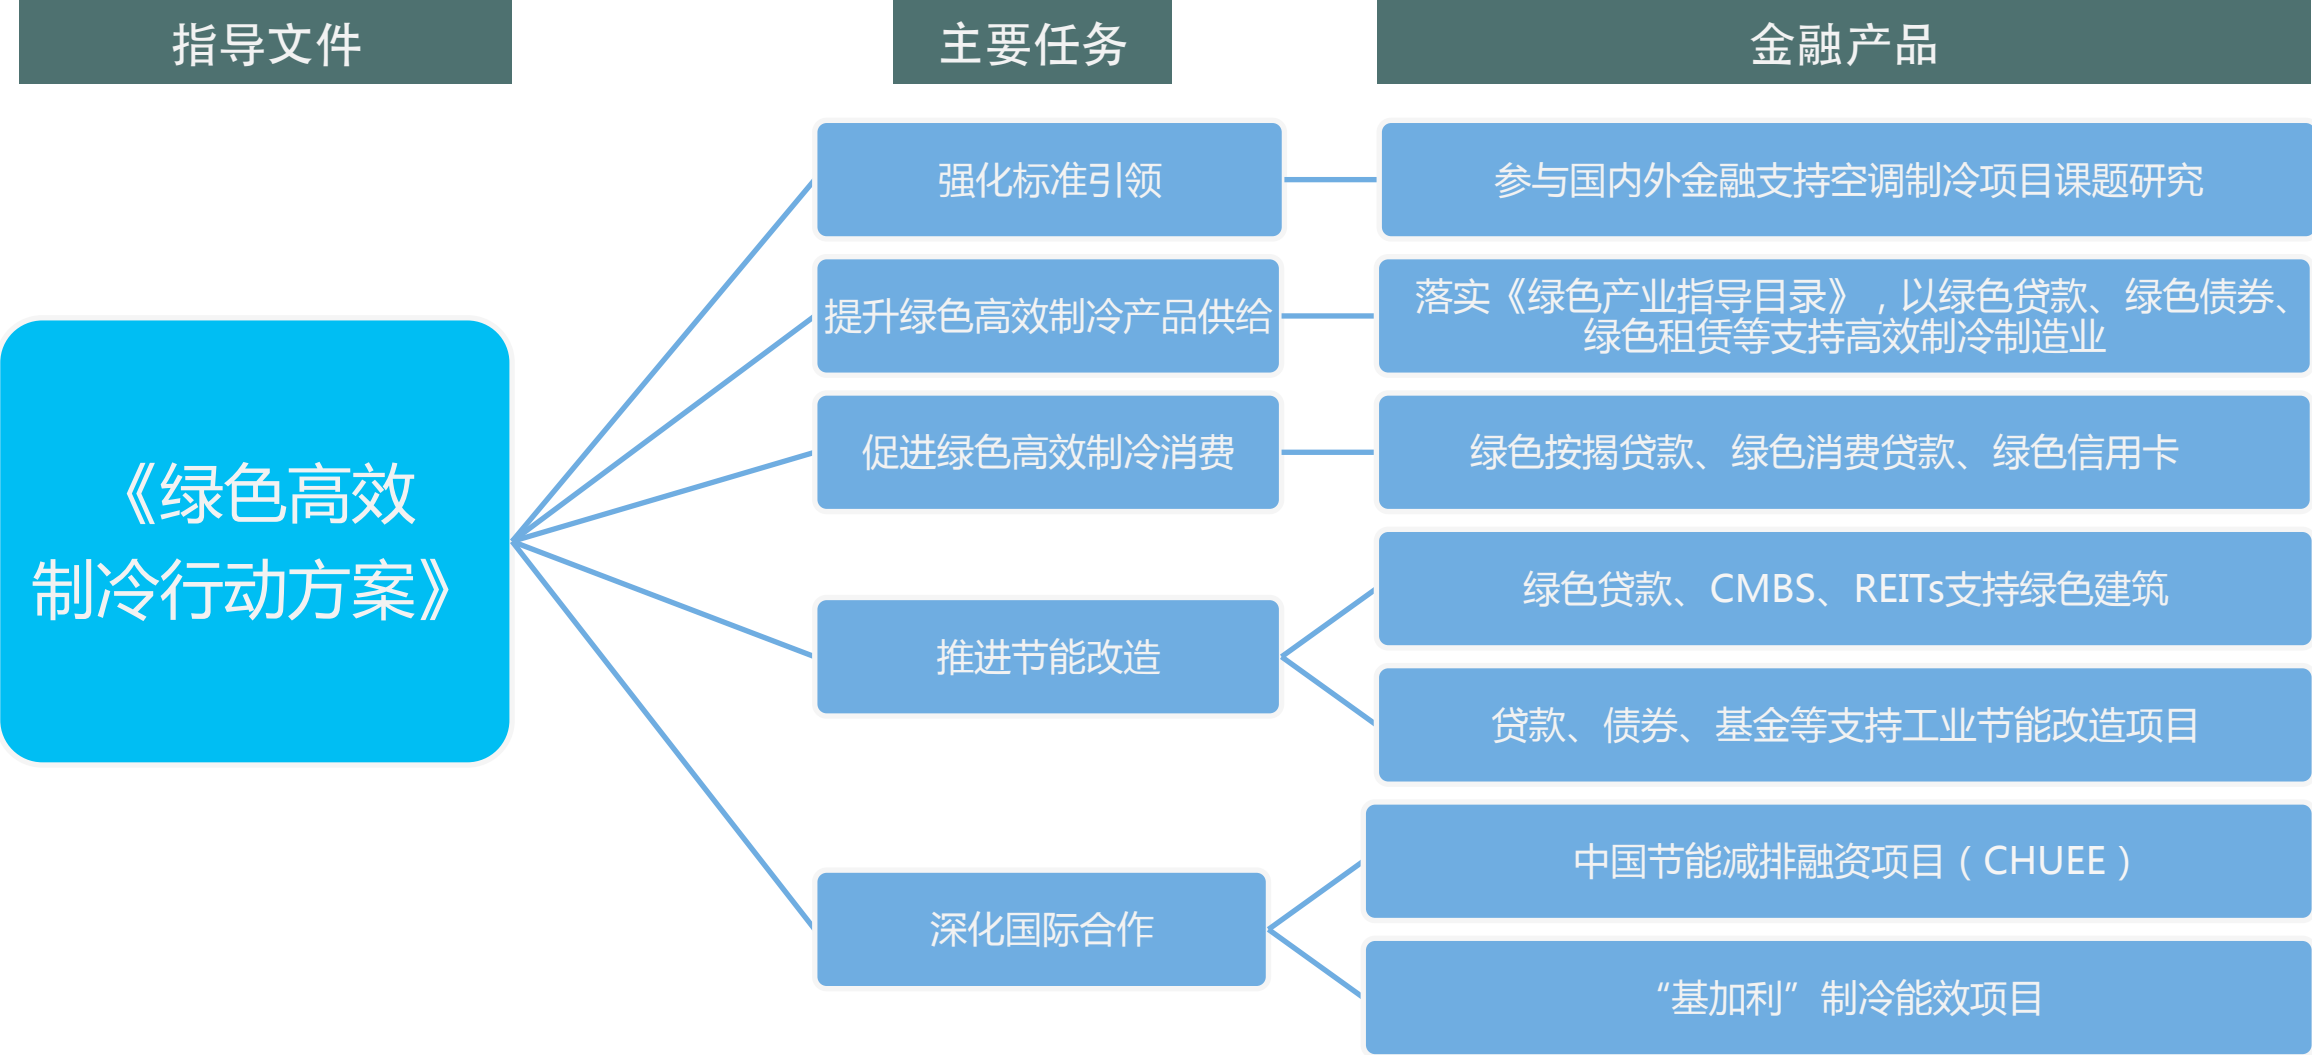 指导文件
主要任务
金融产品
《绿色高效
制冷行动方案》
强化标准引领
参与国内外金融支持空调制冷项目课题研究
提升绿色高效制冷产品供给
落实《绿色产业指导目录》，以绿色贷款、绿色债券、
绿色租赁等支持高效制冷制造业
促进绿色高效制冷消费
绿色按揭贷款、绿色消费贷款、绿色信用卡
推进节能改造
绿色贷款、CMBS、REITs支持绿色建筑
贷款、债券、基金等支持工业节能改造项目
深化国际合作
中国节能减排融资项目（CHUEE）
“基加利”制冷能效项目